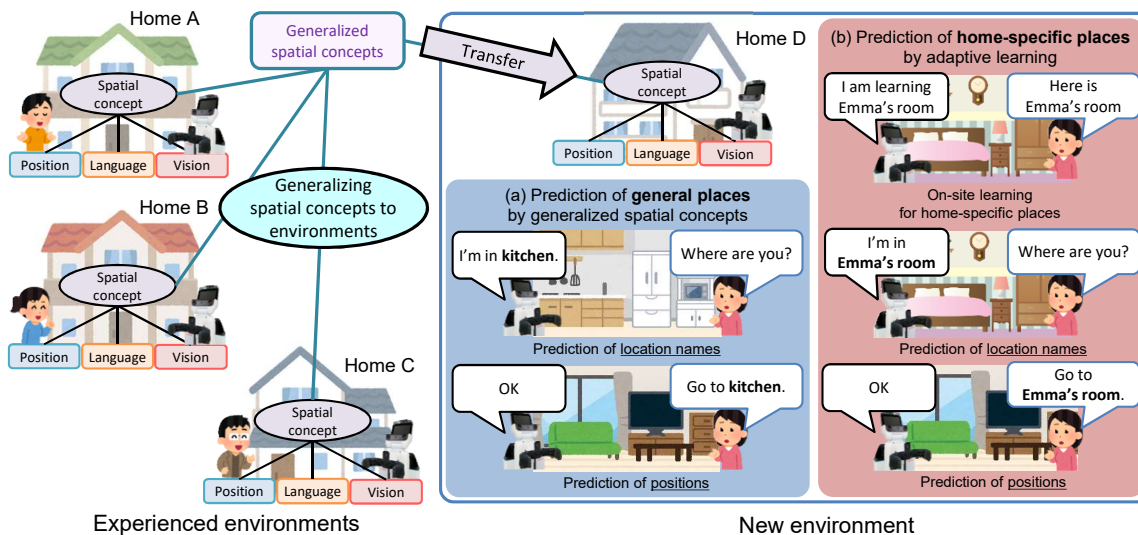 Home A
Spatial
concept
Position
Language
Vision
Home B
Spatial
concept
Position
Language
Vision
Home C
Spatial
concept
Position
Language
Vision
Experienced environments
Generalized
spatial concepts
Generalizing
spatial concepts to
environments
Transfer
Home D
Spatial
concept
Position
Language
Vision
(a) Prediction of general places
by generalized spatial concepts
I'm in kitchen.
Where are you?
Prediction of location names
OK
Go to kitchen.
Prediction of positions
(b) Prediction of home-specific places
by adaptive learning
I am learning
Emma's room
Here is
Emma's room
On-site learning
for home-specific places
I'm in
Emma's room
Where are you?
Prediction of location names
OK
Go to
Emma's room.
Prediction of positions
New environment